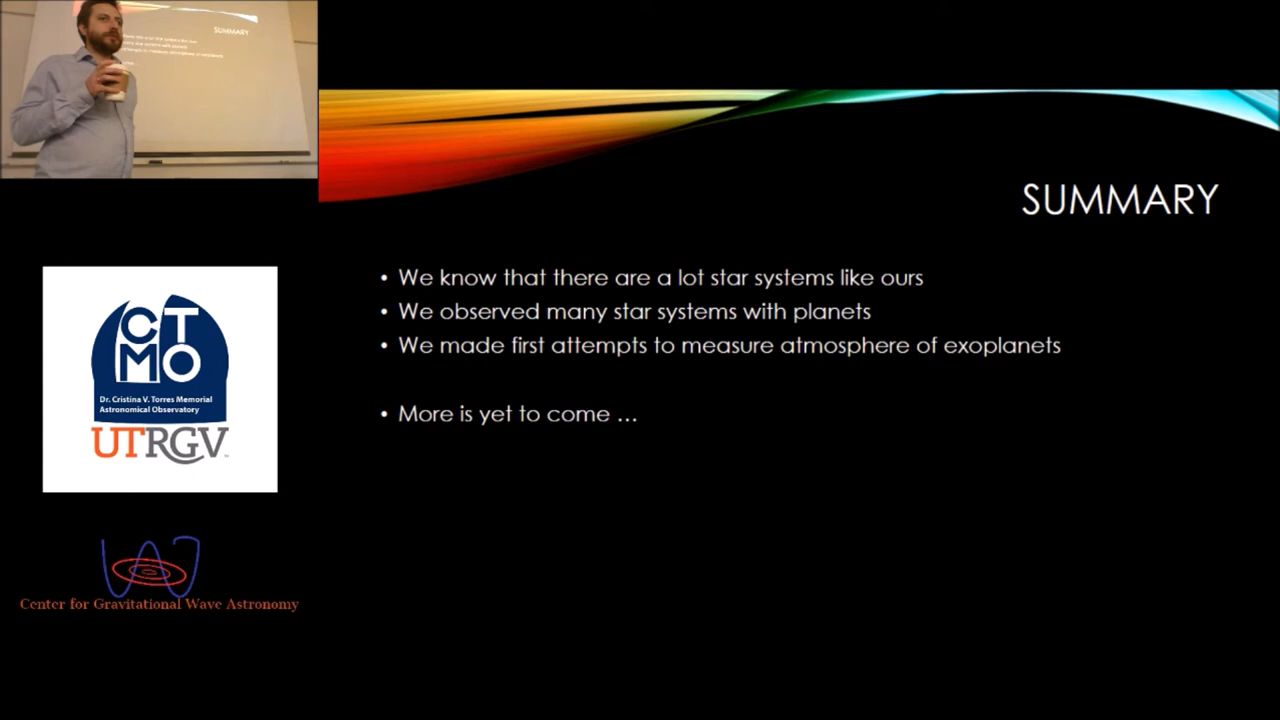 SUMMARY
SUMMARY
• We know that there are a lot star systems like ours
• We observed many star systems with planets
• We made first attempts to measure atmosphere of exoplanets
• More is yet to come …
CT
MO
Dr. Cristina V. Torres Memorial
Astronomical Observatory
UTRGV
Center for Gravitational Wave Astronomy